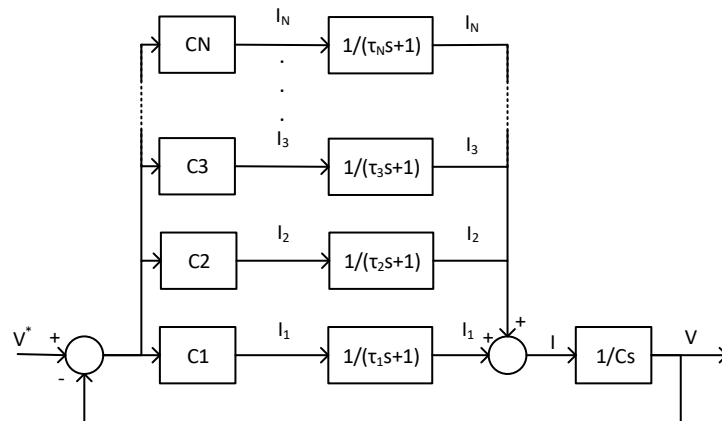 I_N I_N
CN 1/(τ_Ns+1)
.
.
.
I_3 I_3
C3 1/(τ_3s+1)
I_2 I_2
C2 1/(τ_2s+1)
V* + - C1 I_1 1/(τ_1s+1) I_1 + + I 1/Cs V